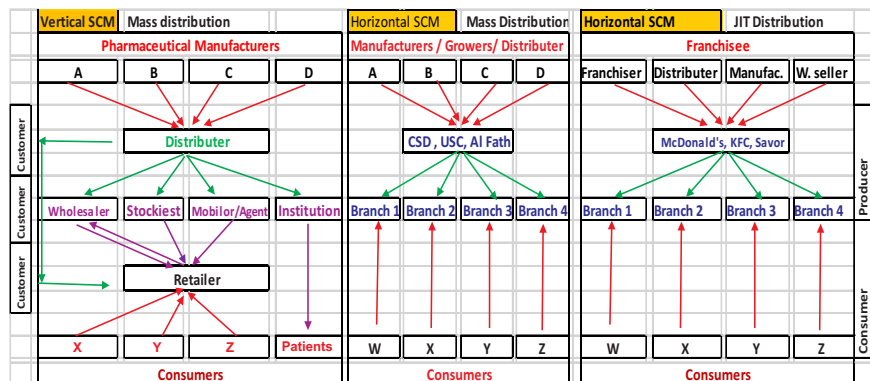 Vertical SCM Mass distribution Horizontal SCM Mass Distribution Horizontal SCM JIT Distribution
Pharmaceutical Manufacturers Manufacturers / Growers/ Distributer Franchisee
A B C D A B C D Franchiser Distributer Manufac. W. seller
Customer
Distributer CSD , USC, Al Fath McDonald's, KFC, Savor
Customer
Wholesaler Stockiest Mobilor/Agent Institution Branch 1 Branch 2 Branch 3 Branch 4 Branch 1 Branch 2 Branch 3 Branch 4
Producer
Customer
Retailer
Consumer
X Y Z Patients W X Y Z W X Y Z
Consumers Consumers Consumers